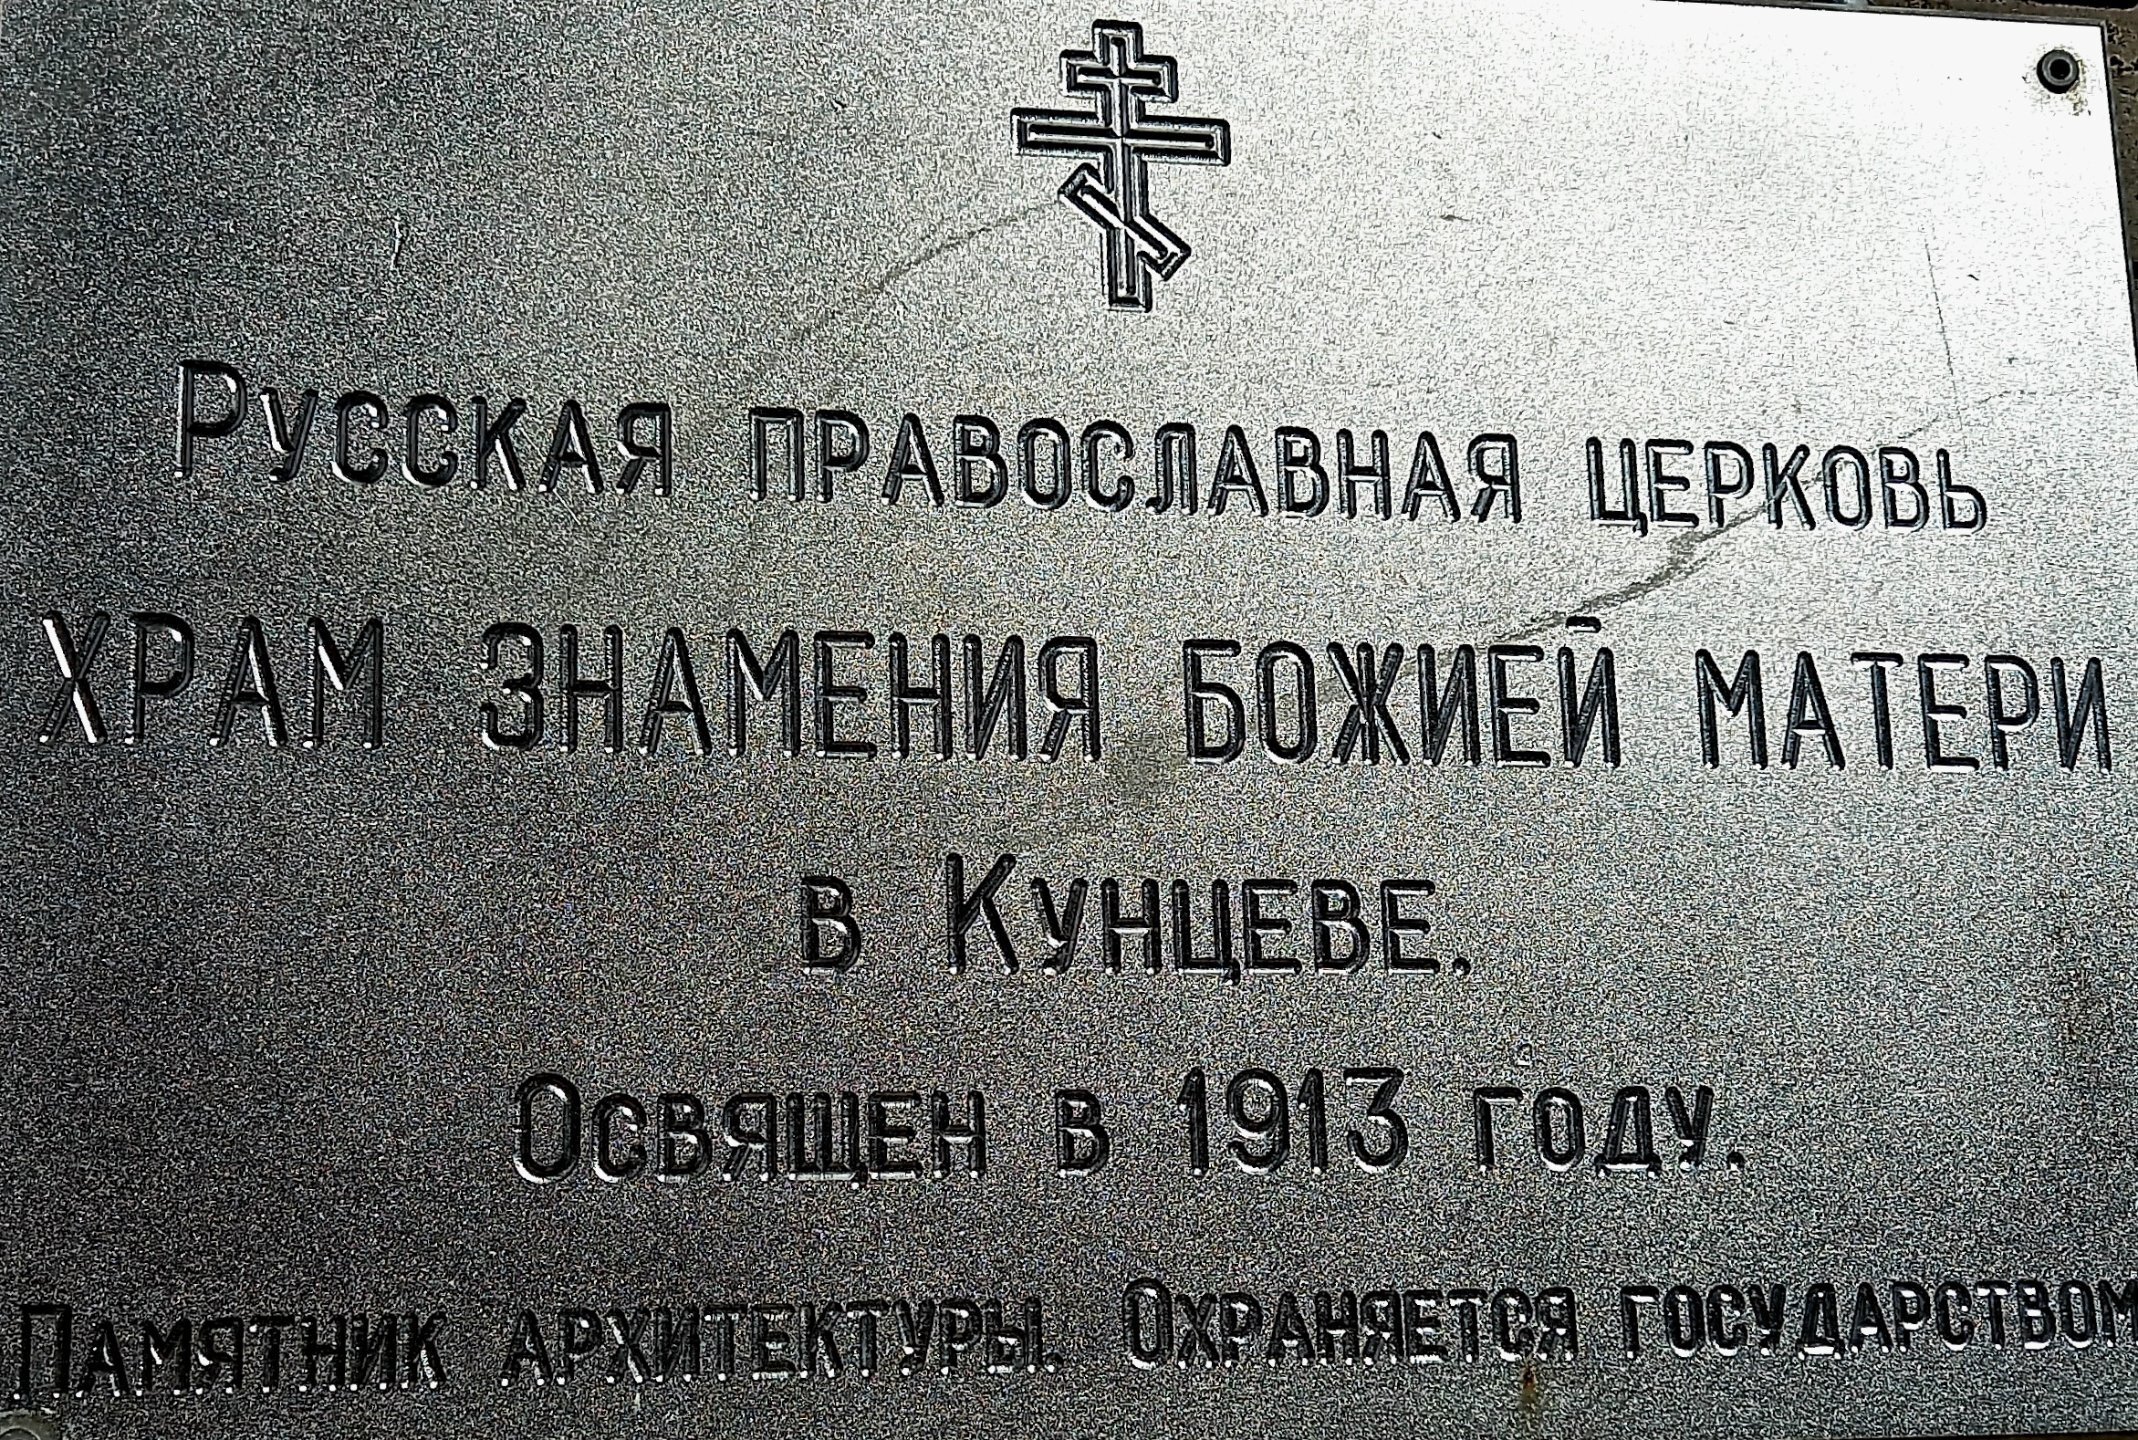 Русская православная церковь
ХРАМ ЗНАМЕНИЯ БОЖИЕЙ МАТЕРИ
в Кунцеве.
Освящен в 1913 году.
Памятник архитектуры. Охраняется государством